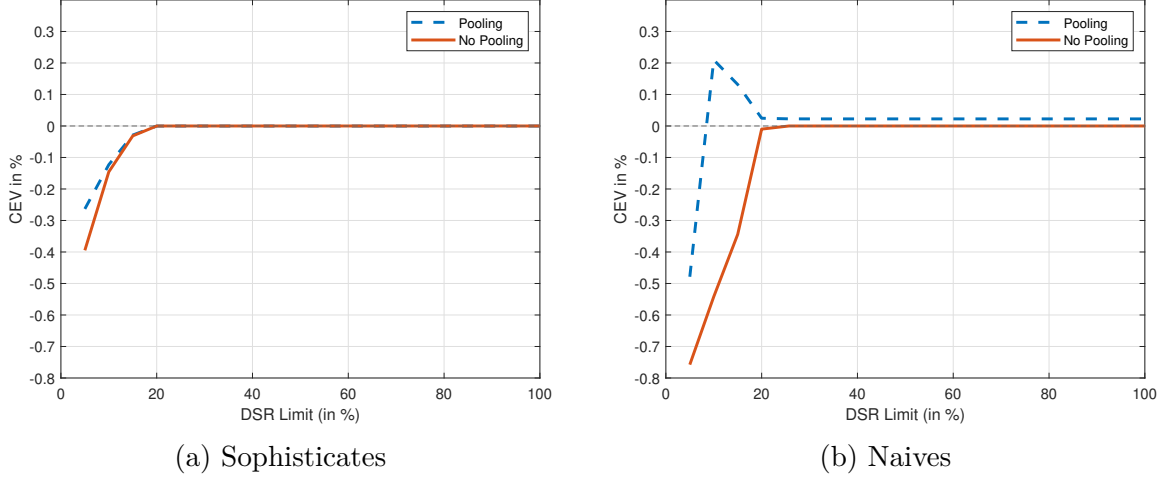 Pooling
No Pooling
0.3
0.2
0.1
0
-0.1
-0.2
-0.3
-0.4
-0.5
-0.6
-0.7
-0.8
CEV in %
0 20 40 60 80 100
DSR Limit (in %)
(a) Sophisticates
Pooling
No Pooling
0.3
0.2
0.1
0
-0.1
-0.2
-0.3
-0.4
-0.5
-0.6
-0.7
-0.8
CEV in %
0 20 40 60 80 100
DSR Limit (in %)
(b) Naives